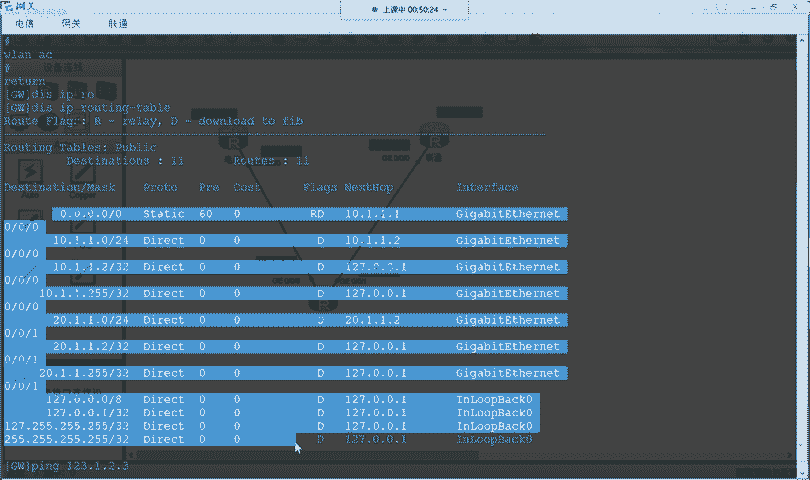 网关
上课中 00:50:24
电信 网关 联通
#
wlan ac
#
return
[GW]dis ip ro
[GW]dis ip routing-table
Route Flags: R - relay, D - download to fib
Routing Tables: Public
Destinations : 11 Routes : 11
Destination/Mask Proto Pre Cost Flags NextHop Interface
0.0.0.0/0 Static 60 0 RD 10.1.1.1 GigabitEthernet
0/0/0
10.1.1.0/24 Direct 0 0 D 10.1.1.2 GigabitEthernet
0/0/0
10.1.1.2/32 Direct 0 0 D 127.0.0.1 GigabitEthernet
0/0/0
10.1.1.255/32 Direct 0 0 D 127.0.0.1 GigabitEthernet
0/0/0
20.1.1.0/24 Direct 0 0 D 20.1.1.2 GigabitEthernet
0/0/1
20.1.1.2/32 Direct 0 0 D 127.0.0.1 GigabitEthernet
0/0/1
20.1.1.255/32 Direct 0 0 D 127.0.0.1 GigabitEthernet
0/0/1
127.0.0.0/8 Direct 0 0 D 127.0.0.1 InLoopBack0
127.0.0.1/32 Direct 0 0 D 127.0.0.1 InLoopBack0
127.255.255.255/32 Direct 0 0 D 127.0.0.1 InLoopBack0
255.255.255.255/32 Direct 0 0 D 127.0.0.1 InLoopBack0
[GW]ping 123.1.2.3